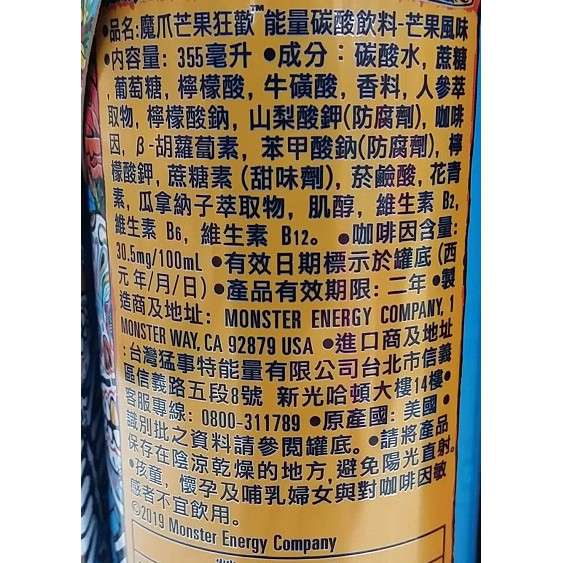 ●品名:魔爪芒果狂歡™能量碳酸飲料-芒果風味
●內容量: 355毫升 ●成分：碳酸水, 蔗糖
, 葡萄糖, 檸檬酸, 牛磺酸, 香料, 人參萃
取物, 檸檬酸鈉, 山梨酸鉀(防腐劑), 咖啡
因, β-胡蘿蔔素, 苯甲酸鈉(防腐劑), 檸
檬酸鉀, 蔗糖素 (甜味劑), 菸鹼酸, 花青
素, 瓜拿納子萃取物, 肌醇, 維生素 B2,
維生素 B6, 維生素 B12。 ●咖啡因含量:
30.5mg/100mL ●有效日期標示於罐底 (西
元年/月/日) ●產品有效期限: 二年 ●製
造商及地址: MONSTER ENERGY COMPANY, 1
MONSTER WAY, CA 92879 USA ●進口商及地址
:台灣猛事特能量有限公司台北市信義
區信義路五段8號 新光哈頓大樓14樓●
客服專線: 0800-311789 ●原產國: 美國●
識別批之資料請參閱罐底。●請將產品
保存在陰涼乾燥的地方,避免陽光直射。
●孩童, 懷孕及哺乳婦女與對咖啡因敏
感者不宜飲用。
©2019 Monster Energy Company